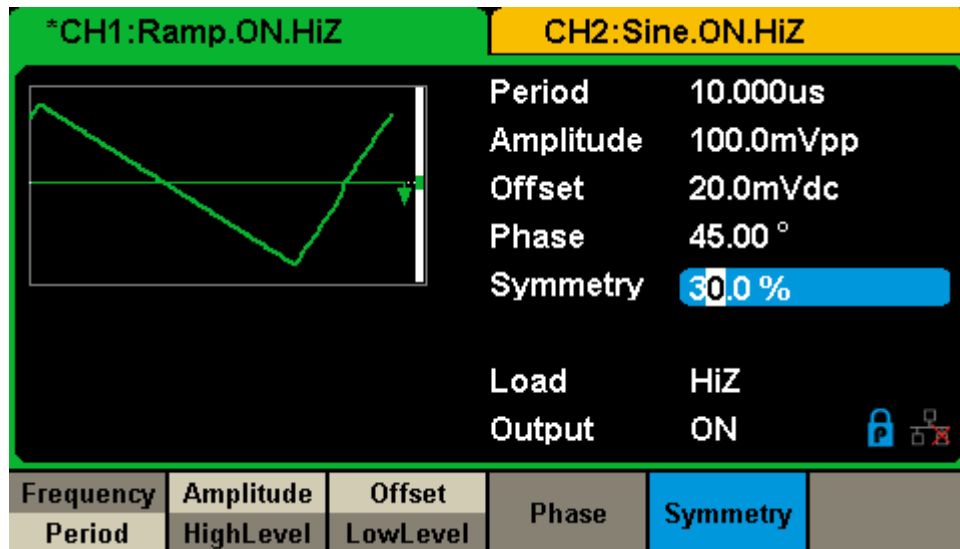 *CH1:Ramp.ON.HiZ
CH2:Sine.ON.HiZ
Period 10.000us
Amplitude 100.0mVpp
Offset 20.0mVdc
Phase 45.00 °
Symmetry 30.0 %
Load HiZ
Output ON
P
Frequency Amplitude Offset Phase Symmetry
Period HighLevel LowLevel